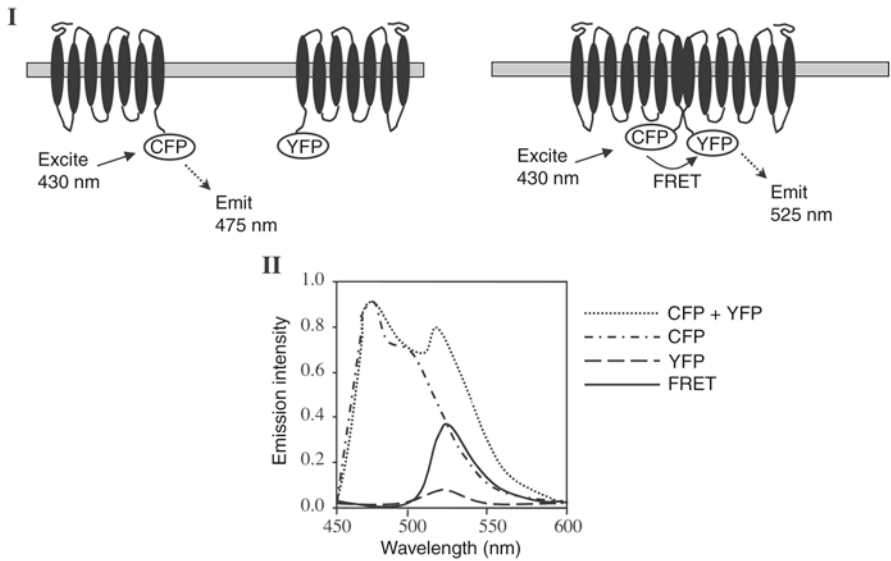 I
CFP
YFP
Excite
430 nm
Emit
475 nm
CFP
YFP
Excite
430 nm
FRET
Emit
525 nm
II
1.0
0.8
0.6
0.4
0.2
0.0
Emission intensity
450
500
550
600
Wavelength (nm)
CFP + YFP
CFP
YFP
FRET